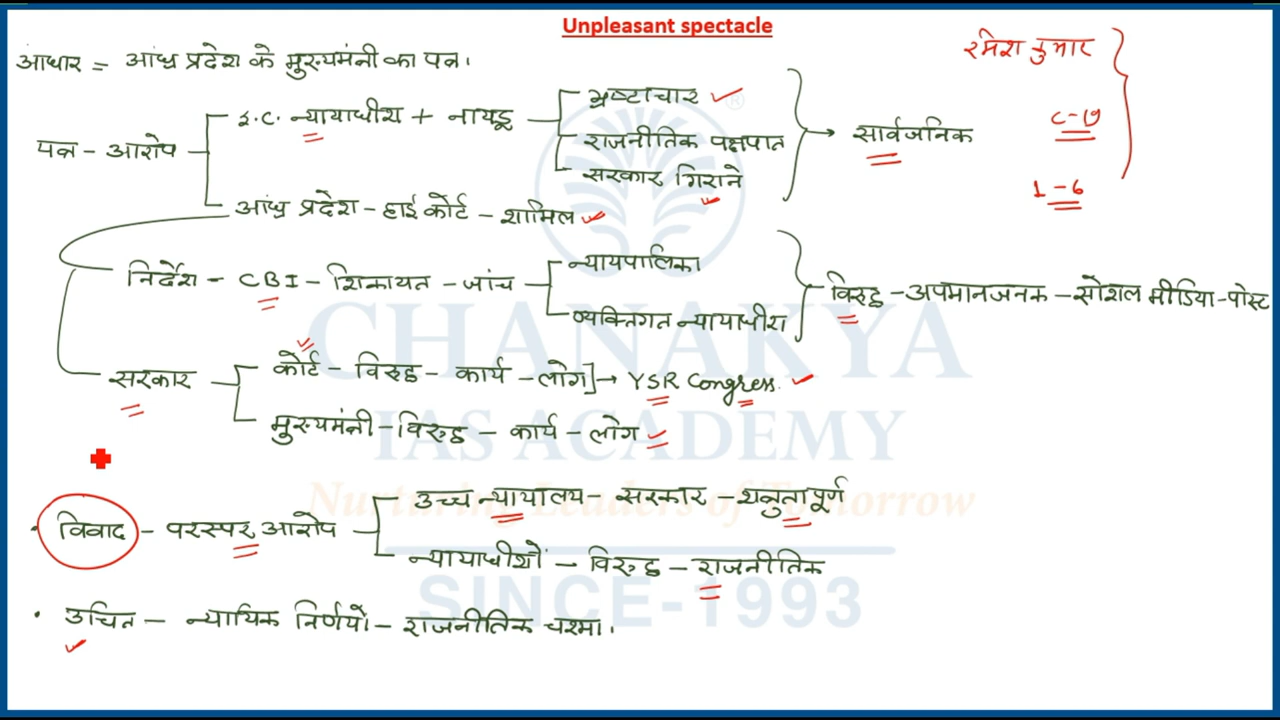 Unpleasant spectacle
आधार = आंध्र प्रदेश के मुख्यमंत्री का पत्र।
रमेश कुमार
C-19
1-6
पत्र - आरोप
S.C. न्यायाधीश + नायडू
भ्रष्टाचार
राजनीतिक पक्षपात
सरकार गिराने
सार्वजनिक
आंध्र प्रदेश - हाई कोर्ट - शामिल
निर्देश - CBI - शिकायत - जांच
न्यायपालिका
व्यक्तिगत न्यायाधीश
विरुद्ध - अपमानजनक - सोशल मीडिया - पोस्ट
सरकार
कोर्ट - विरुद्ध - कार्य - लोग] → YSR Congress.
मुख्यमंत्री - विरुद्ध - कार्य - लोग
• विवाद - परस्पर आरोप
उच्च न्यायालय - सरकार - शत्रुतापूर्ण
न्यायाधीशों - विरुद्ध - राजनीतिक
• उचित - न्यायिक निर्णयों - राजनीतिक चश्मा।
CHANAKYA
IAS ACADEMY
Nurturing Leaders of Tomorrow
SINCE-1993